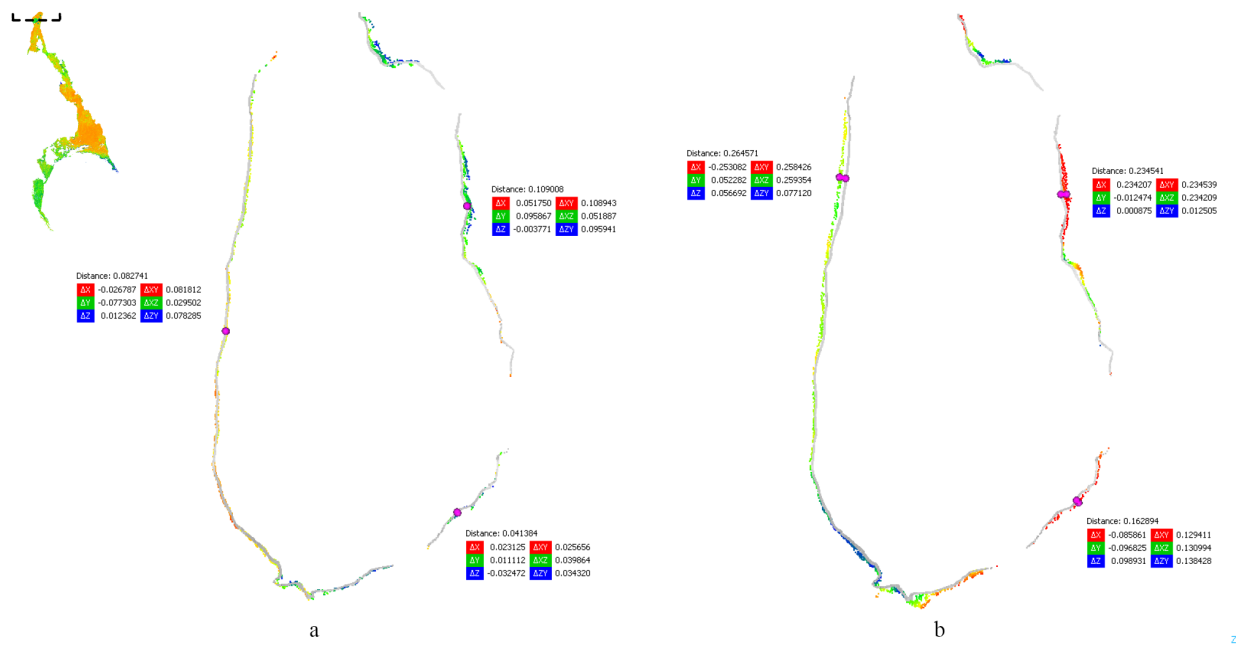 Distance: 0.109008
ΔX 0.051750 ΔXY 0.108943
ΔY 0.095867 ΔXZ 0.051887
ΔZ -0.003771 ΔZY 0.095941
Distance: 0.082741
ΔX -0.026787 ΔXY 0.081812
ΔY -0.077303 ΔXZ 0.029502
ΔZ 0.012362 ΔZY 0.078285
Distance: 0.041384
ΔX 0.023125 ΔXY 0.025656
ΔY 0.011112 ΔXZ 0.039864
ΔZ -0.032472 ΔZY 0.034320
a
Distance: 0.264571
ΔX -0.253082 ΔXY 0.258426
ΔY 0.052282 ΔXZ 0.259354
ΔZ 0.056692 ΔZY 0.077120
Distance: 0.234541
ΔX -0.234207 ΔXY 0.234539
ΔY -0.012474 ΔXZ 0.234209
ΔZ 0.000875 ΔZY 0.012505
Distance: 0.162894
ΔX -0.085861 ΔXY 0.129411
ΔY -0.096825 ΔXZ 0.130994
ΔZ 0.098931 ΔZY 0.138428
b
Z